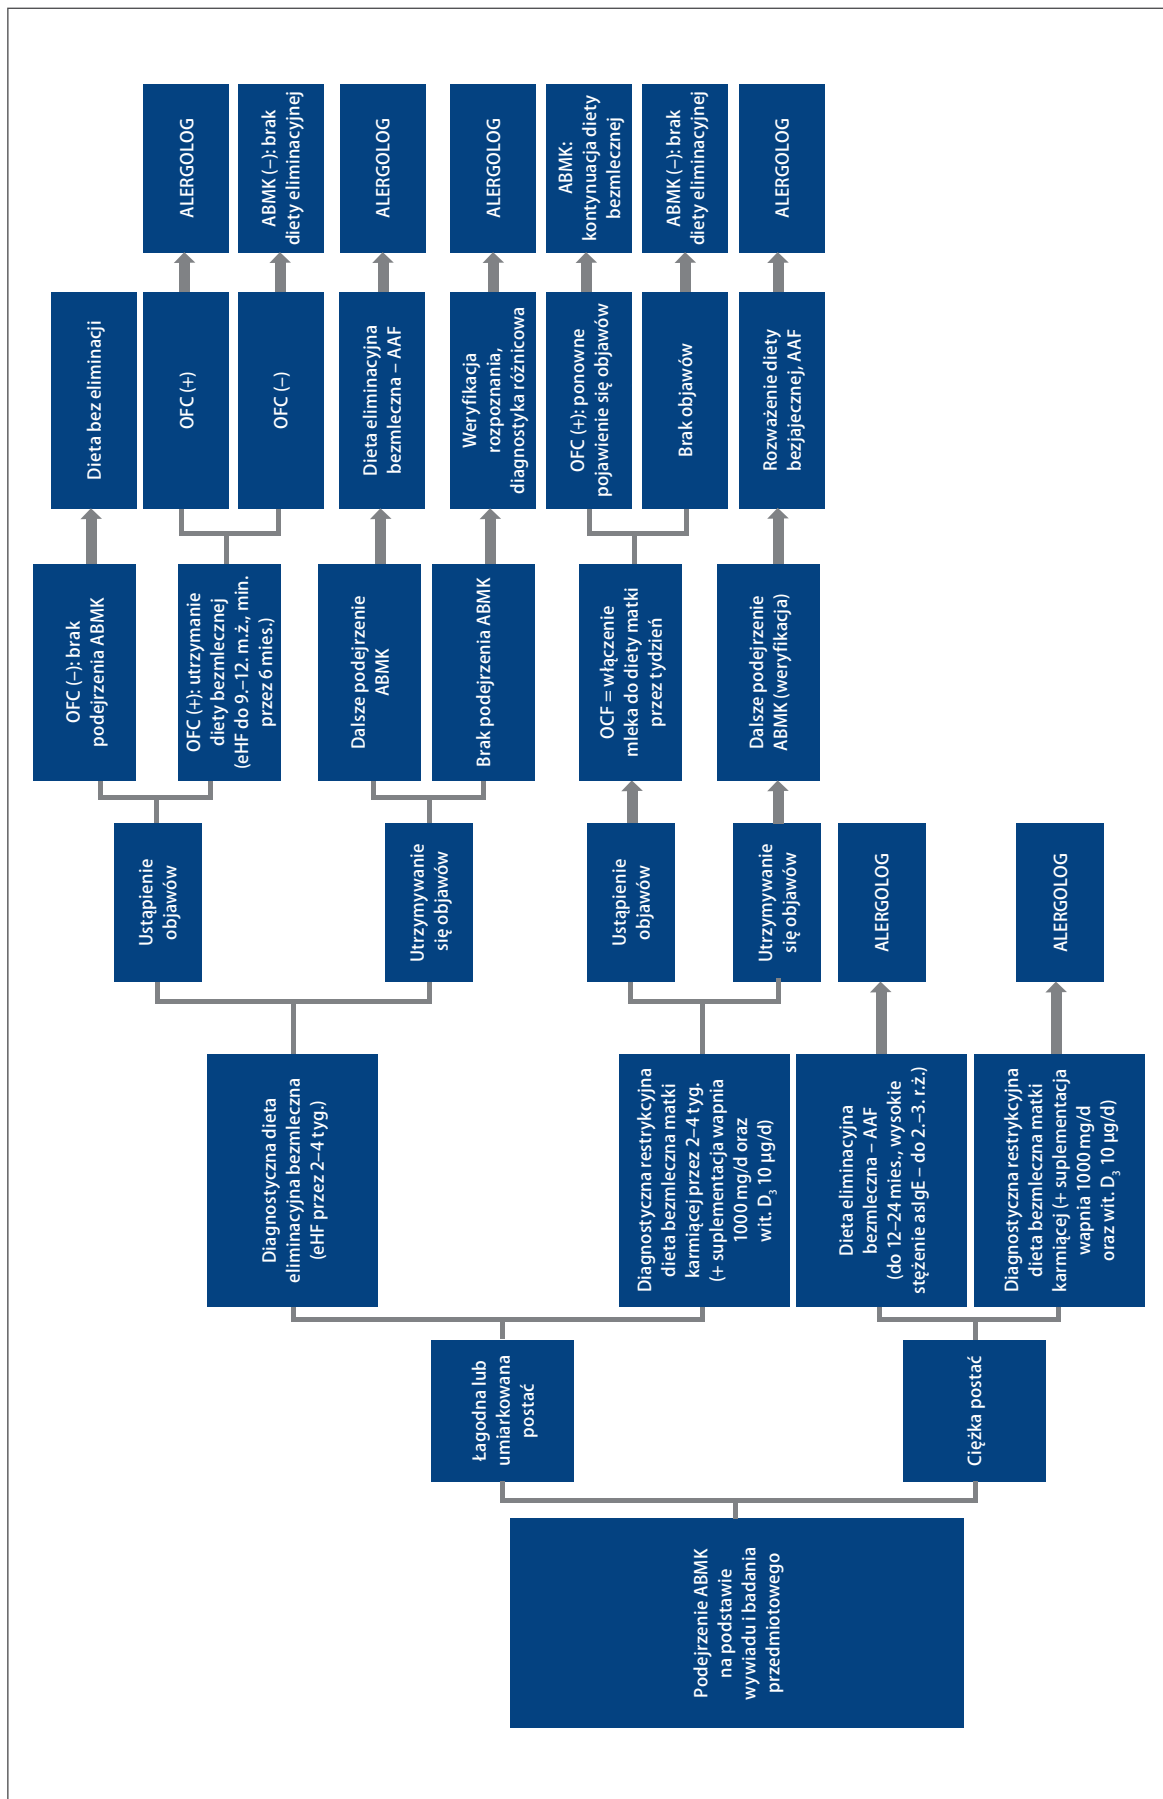 Podejrzenie ABMK
na podstawie
wywiadu i badania
przedmiotowego
Łagodna lub
umiarkowana
postać
Ciężka postać
Diagnostyczna dieta
eliminacyjna bezmleczna
(eHF przez 2–4 tyg.)
Diagnostyczna restrykcyjna
dieta bezmleczna matki
karmiącej przez 2–4 tyg.
(+ suplementacja wapnia
1000 mg/d oraz
wit. D₃ 10 µg/d)
Dieta eliminacyjna
bezmleczna – AAF
(do 12–24 mies., wysokie
stężenie asIgE – do 2.–3. r.ż.)
Diagnostyczna restrykcyjna
dieta bezmleczna matki
karmiącej (+ suplementacja
wapnia 1000 mg/d
oraz wit. D₃ 10 µg/d)
Ustąpienie
objawów
Utrzymywanie
się objawów
Ustąpienie
objawów
Utrzymywanie
się objawów
ALERGOLOG
ALERGOLOG
OFC (–): brak
podejrzenia ABMK
OFC (+): utrzymanie
diety bezmlecznej
(eHF do 9.–12. m.ż., min.
przez 6 mies.)
Dalsze podejrzenie
ABMK
Brak podejrzenia ABMK
OCF = włączenie
mleka do diety matki
przez tydzień
Dalsze podejrzenie
ABMK (weryfikacja)
Dieta bez eliminacji
OFC (+)
OFC (–)
Dieta eliminacyjna
bezmleczna – AAF
Weryfikacja
rozpoznania,
diagnostyka różnicowa
OFC (+): ponowne
pojawienie się objawów
Brak objawów
Rozważenie diety
bezjajecznej, AAF
ALERGOLOG
ABMK (–): brak
diety eliminacyjnej
ALERGOLOG
ALERGOLOG
ABMK:
kontynuacja diety
bezmlecznej
ABMK (–): brak
diety eliminacyjnej
ALERGOLOG